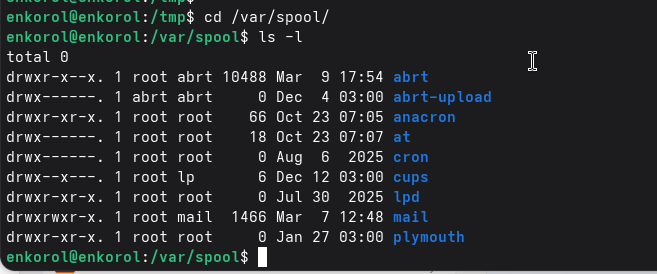 enkorol@enkorol:/tmp$ cd /var/spool/
enkorol@enkorol:/var/spool$ ls -l
total 0
drwxr-x--x. 1 root abrt 10488 Mar  9 17:54 abrt
drwx------. 1 abrt abrt     0 Dec  4 03:00 abrt-upload
drwxr-xr-x. 1 root root    66 Oct 23 07:05 anacron
drwx------. 1 root root    18 Oct 23 07:07 at
drwx------. 1 root root     0 Aug  6  2025 cron
drwx--x---. 1 root lp       6 Dec 12 03:00 cups
drwxr-xr-x. 1 root root     0 Jul 30  2025 lpd
drwxrwxr-x. 1 root mail  1466 Mar  7 12:48 mail
drwxr-xr-x. 1 root root     0 Jan 27 03:00 plymouth
enkorol@enkorol:/var/spool$